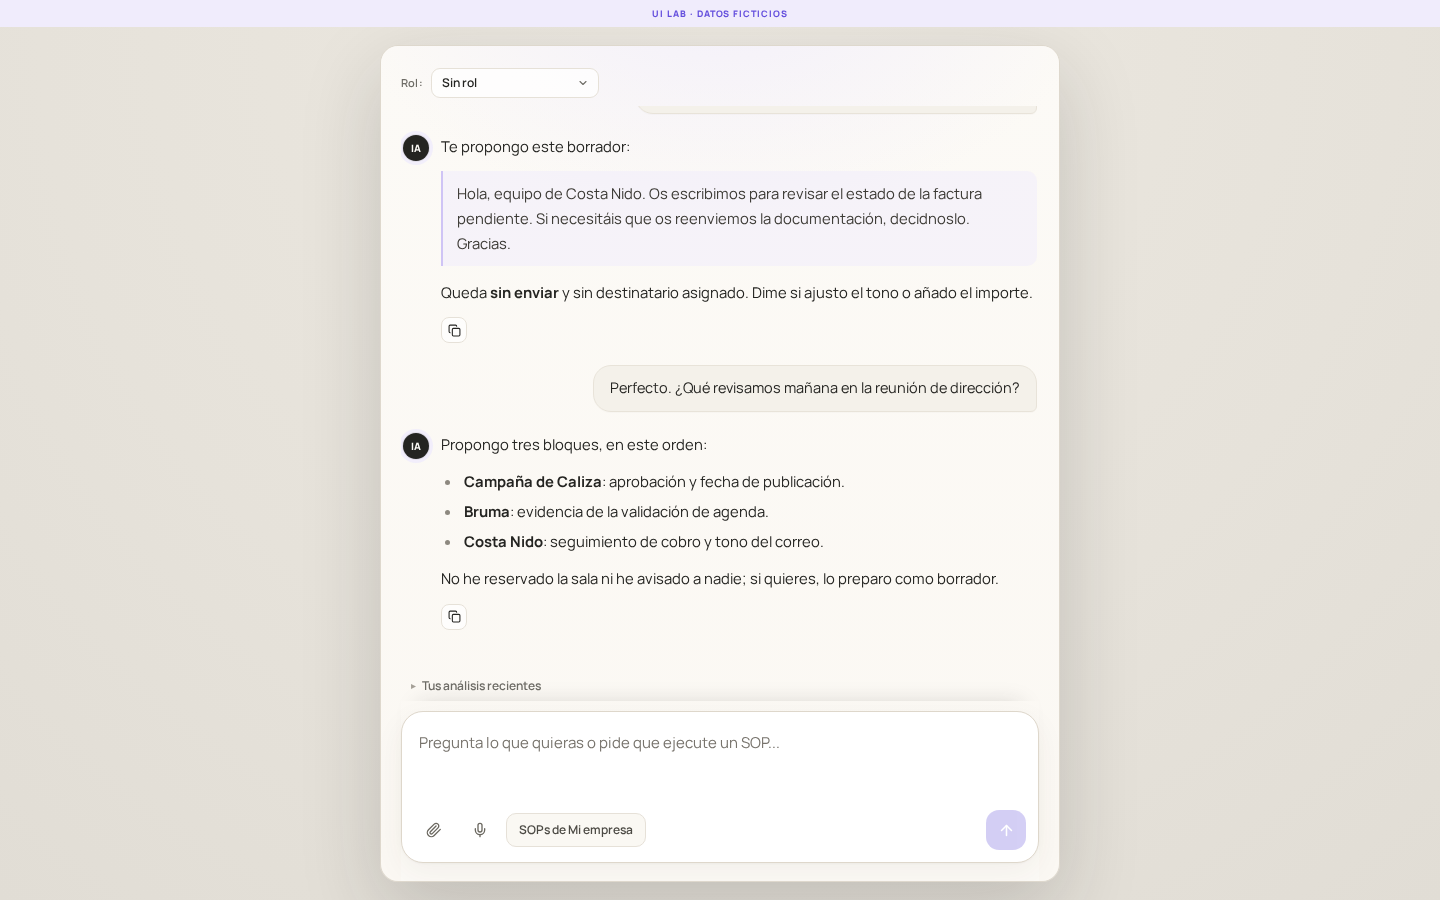 UI LAB · DATOS FICTICIOS
Rol:
Sin rol
IA
Te propongo este borrador:
Hola, equipo de Costa Nido. Os escribimos para revisar el estado de la factura
pendiente. Si necesitáis que os reenviemos la documentación, decidnoslo.
Gracias.
Queda sin enviar y sin destinatario asignado. Dime si ajusto el tono o añado el importe.
Perfecto. ¿Qué revisamos mañana en la reunión de dirección?
IA
Propongo tres bloques, en este orden:
• Campaña de Caliza: aprobación y fecha de publicación.
• Bruma: evidencia de la validación de agenda.
• Costa Nido: seguimiento de cobro y tono del correo.
No he reservado la sala ni he avisado a nadie; si quieres, lo preparo como borrador.
▸ Tus análisis recientes
Pregunta lo que quieras o pide que ejecute un SOP...
SOPs de Mi empresa